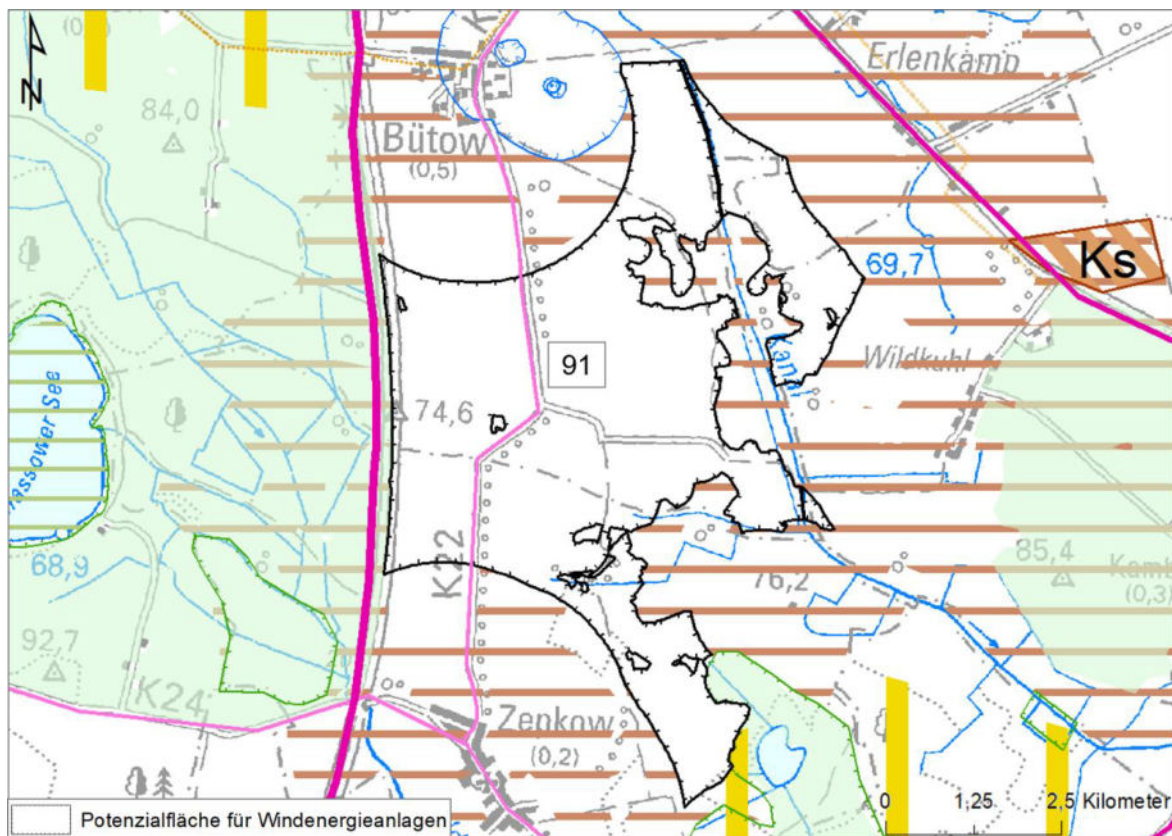 N
Erlenkamp
84,0
Bütow
(0,5)
Ks
69,7
91
Wildkuhl
74,6
Kanal
assower See
68,9
K22
85,4
Kamb
(0,3)
76,2
92,7
K24
Zenkow
(0,2)
0 1,25 2,5 Kilometer
Potenzialfläche für Windenergieanlagen